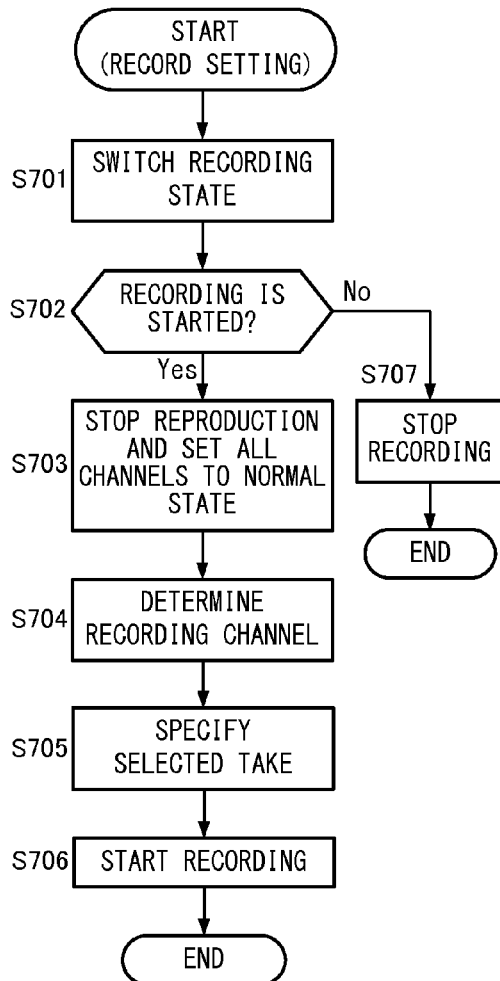 START
(RECORD SETTING)
S701
SWITCH RECORDING
STATE
S702
RECORDING IS
STARTED?
No
Yes
S707
STOP
RECORDING
END
S703
STOP REPRODUCTION
AND SET ALL
CHANNELS TO NORMAL
STATE
S704
DETERMINE
RECORDING CHANNEL
S705
SPECIFY
SELECTED TAKE
S706
START RECORDING
END